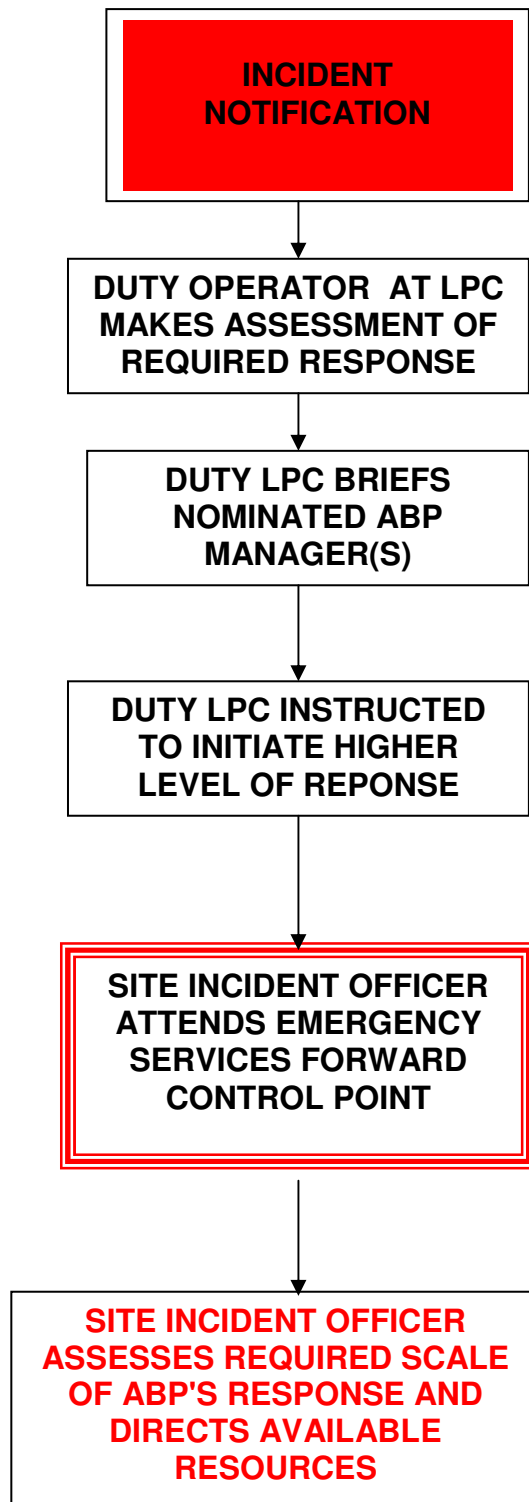 INCIDENT
NOTIFICATION
DUTY OPERATOR AT LPC
MAKES ASSESSMENT OF
REQUIRED RESPONSE
DUTY LPC BRIEFS
NOMINATED ABP
MANAGER(S)
DUTY LPC INSTRUCTED
TO INITIATE HIGHER
LEVEL OF REPONSE
SITE INCIDENT OFFICER
ATTENDS EMERGENCY
SERVICES FORWARD
CONTROL POINT
SITE INCIDENT OFFICER
ASSESSES REQUIRED SCALE
OF ABP'S RESPONSE AND
DIRECTS AVAILABLE
RESOURCES